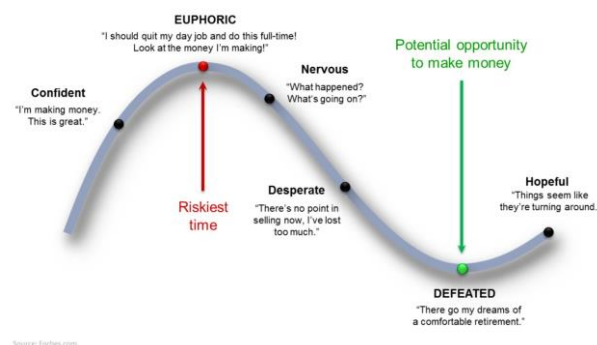 EUPHORIC
“I should quit my day job and do this full-time!
Look at the money I’m making!”
Potential opportunity
to make money
Nervous
“What happened?
What’s going on?”
Confident
“I’m making money.
This is great.”
Riskiest
time
Desperate
“There’s no point in
selling now, I’ve lost
too much.”
Hopeful
“Things seem like
they’re turning around.
DEFEATED
“There go my dreams of
a comfortable retirement.”
Source: Forbes.com